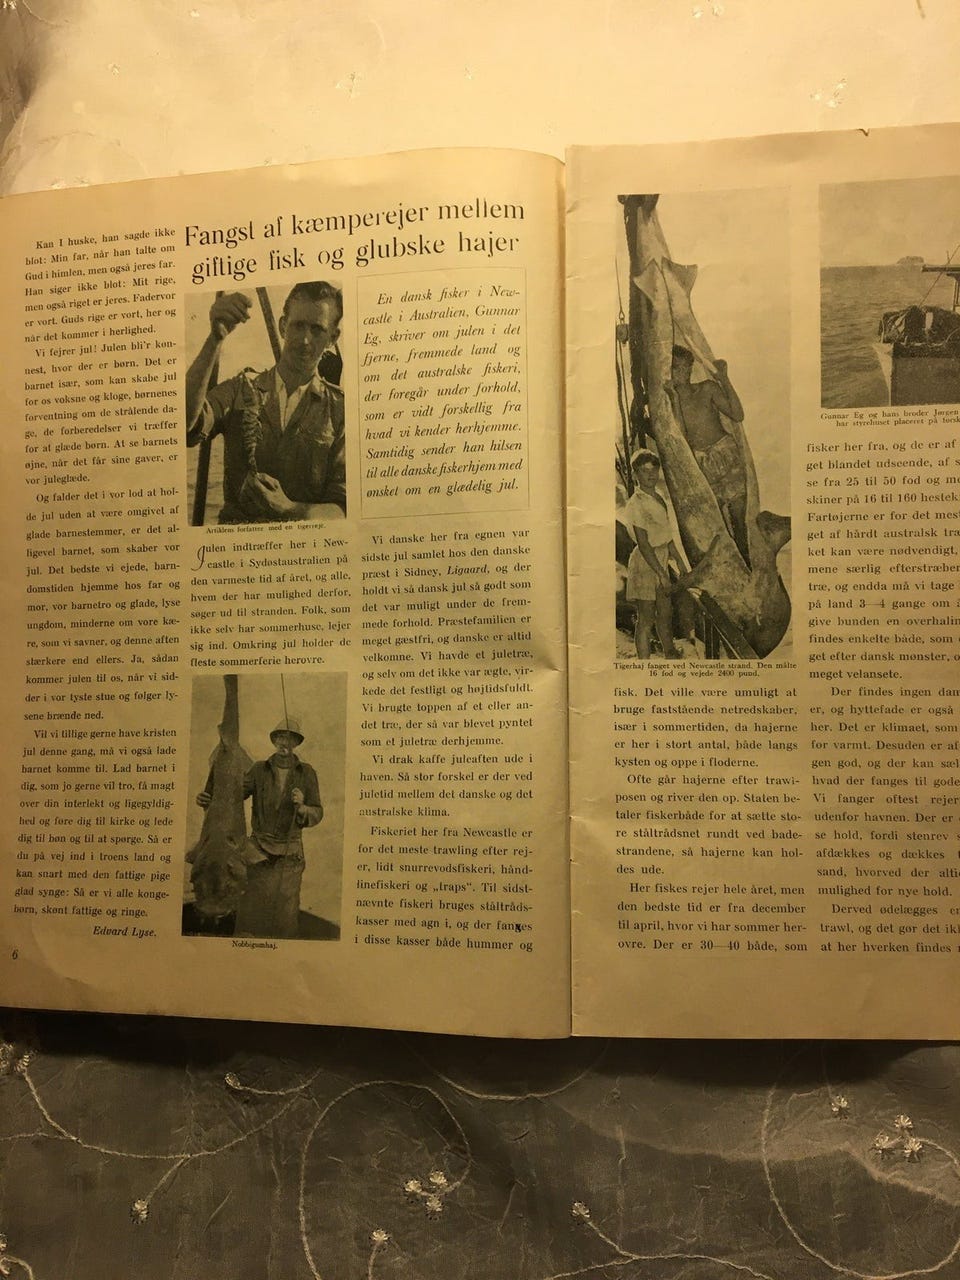 Kan I huske, han sagde ikke
blot: Min far, når han talte om
Gud i himlen, men også jeres far.
Han siger ikke blot: Mit rige,
men også riget er jeres. Fadervor
er vort. Guds rige er vort, her og
når det kommer i herlighed.
Vi fejrer jul! Julen bli'r kon-
nest, hvor der er børn. Det er
barnet især, som kan skabe jul
for os voksne og kloge, børnenes
forventning om de strålende da-
ge, de forberedelser vi træffer
for at glæde børn. At se barnets
øjne, når det får sine gaver, er
vor juleglæde.
Og falder det i vor lod at hol-
de jul uden at være omgivet af
glade barnestemmer, er det al-
ligevel barnet, som skaber vor
jul. Det bedste vi ejede, barn-
domstiden hjemme hos far og
mor, vor barnetro og glade, lyse
ungdom, minderne om vore kæ-
re, som vi savner, og denne aften
stærkere end ellers. Ja, sådan
kommer julen til os, når vi sid-
der i vor tyste stue og følger ly-
sene brænde ned.
Vil vi tillige gerne have kristen
jul denne gang, må vi også lade
barnet komme til. Lad barnet i
dig, som jo gerne vil tro, få magt
over din interlekt og ligegyldig-
hed og føre dig til kirke og lede
dig til bøn og til at spørge. Så er
du på vej ind i troens land og
kan snart med den fattige pige
glad synge: Så er vi alle konge-
børn, skønt fattige og ringe.
Edvard Lyse.
6
Fangst af kæmperejer mellem
giftige fisk og glubske hajer
Artiklens forfatter med en tigerreje.
En dansk fisker i New-
castle i Australien, Gunnar
Eg, skriver om julen i det
fjerne, fremmede land og
om det australske fiskeri,
der foregår under forhold,
som er vidt forskellig fra
hvad vi kender herhjemme.
Samtidig sender han hilsen
til alle danske fiskerhjem med
ønsket om en glædelig jul.
Julen indtræffer her i New-
castle i Sydostaustralien på
den varmeste tid af året, og alle,
hvem der har mulighed derfor,
søger ud til stranden. Folk, som
ikke selv har sommerhuse, lejer
sig ind. Omkring jul holder de
fleste sommerferie herovre.
Nobbigumhaj.
Vi danske her fra egnen var
sidste jul samlet hos den danske
præst i Sidney, Ligaard, og der
holdt vi så dansk jul så godt som
det var muligt under de frem-
mede forhold. Præstefamilien er
meget gæstfri, og danske er altid
velkomne. Vi havde et juletræ,
og selv om det ikke var ægte, vir-
kede det festligt og højtidsfuldt.
Vi brugte toppen af et eller an-
det træ, der så var blevet pyntet
som et juletræ derhjemme.
Vi drak kaffe juleaften ude i
haven. Så stor forskel er der ved
juletid mellem det danske og det
australske klima.
Fiskeriet her fra Newcastle er
for det meste trawling efter rej-
er, lidt snurrevodsfiskeri, hånd-
linefiskeri og „traps". Til sidst-
nævnte fiskeri bruges ståltråds-
kasser med agn i, og der fanges
i disse kasser både hummer og
Tigerhaj fanget ved Newcastle strand. Den målte
16 fod og vejede 2400 pund.
fisk. Det ville være umuligt at
bruge faststående netredskaber,
især i sommertiden, da hajerne
er her i stort antal, både langs
kysten og oppe i floderne.
Ofte går hajerne efter trawl-
posen og river den op. Staten be-
taler fiskerbåde for at sætte sto-
re ståltrådsnet rundt ved bade-
strandene, så hajerne kan hol-
des ude.
Her fiskes rejer hele året, men
den bedste tid er fra december
til april, hvor vi har sommer her-
ovre. Der er 30—40 både, som
Gunnar Eg og hans broder Jørgen
har styrehuset placeret på
fisker her fra, og de er af
get blandet udseende, af s
se fra 25 til 50 fod og m
skiner på 16 til 160 hestek
Fartøjerne er for det mest
get af hårdt australsk træ
ket kan være nødvendigt,
mene særlig efterstræber
træ, og endda må vi tage
på land 3—4 gange om å
give bunden en overhalin
findes enkelte både, som
get efter dansk mønster, o
meget velansete.
Der findes ingen dan
er, og hyttefade er også
her. Det er klimaet, som
for varmt. Desuden er af
gen god, og der kan sæl
hvad der fanges til gode
Vi fanger oftest rejer
udenfor havnen. Der er
se hold, fordi stenrev s
afdækkes og dækkes
sand, hvorved der altid
mulighed for nye hold.
Derved ødelægges en
trawl, og det gør det ikk
at her hverken findes